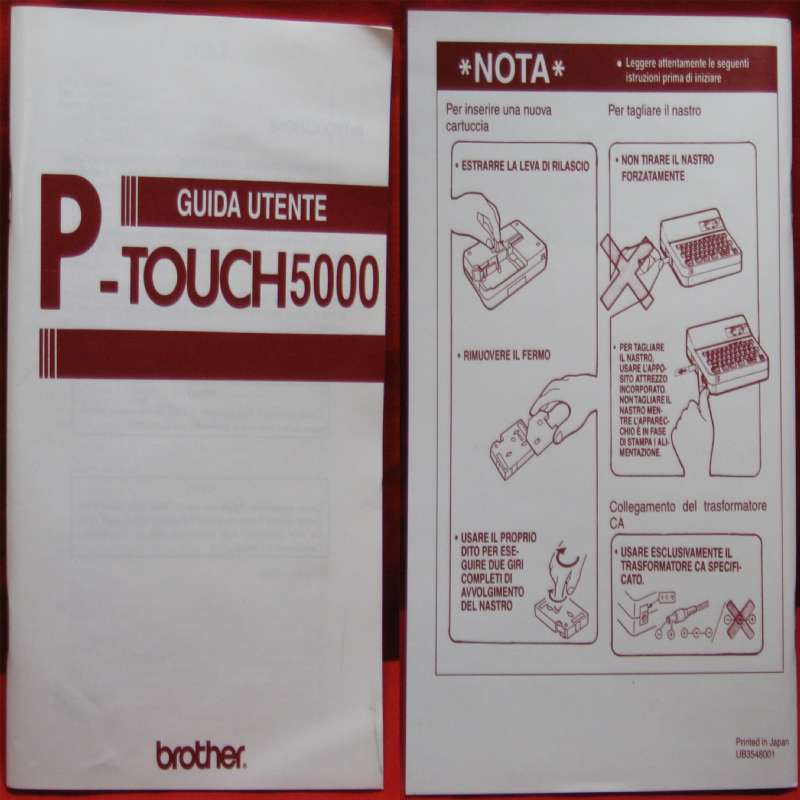 GUIDA UTENTE
P-TOUCH5000
brother.
*NOTA*
• Leggere attentamente le seguenti
istruzioni prima di iniziare
Per inserire una nuova
cartuccia
• ESTRARRE LA LEVA DI RILASCIO
• RIMUOVERE IL FERMO
• USARE IL PROPRIO
DITO PER ESE-
GUIRE DUE GIRI
COMPLETI DI
AVVOLGIMENTO
DEL NASTRO
Per tagliare il nastro
• NON TIRARE IL NASTRO
FORZATAMENTE
• PER TAGLIARE
IL NASTRO,
USARE L'APPO-
SITO ATTREZZO
INCORPORATO.
NON TAGLIARE IL
NASTRO MEN-
TRE L'APPAREC-
CHIO È IN FASE
DI STAMPA I ALI-
MENTAZIONE.
Collegamento del trasformatore
CA
• USARE ESCLUSIVAMENTE IL
TRASFORMATORE CA SPECIFI-
CATO.
Printed in Japan
UB3548001